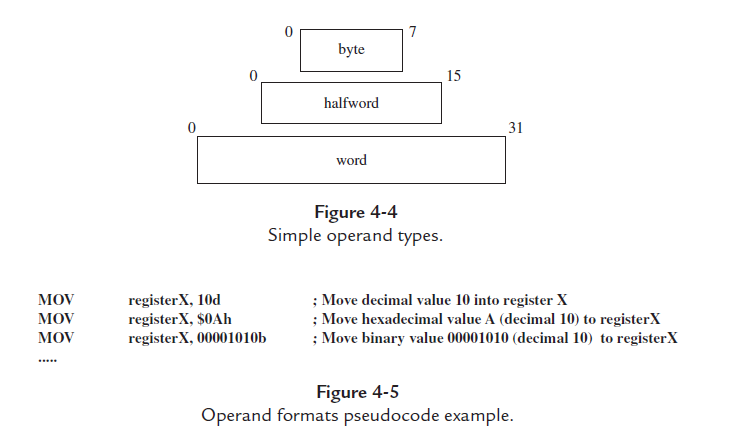 0 7
byte
0 15
halfword
0 31
word
Figure 4-4
Simple operand types.
MOV registerX, 10d ; Move decimal value 10 into register X
MOV registerX, $0Ah ; Move hexadecimal value A (decimal 10) to registerX
MOV registerX, 00001010b ; Move binary value 00001010 (decimal 10) to registerX
.....
Figure 4-5
Operand formats pseudocode example.